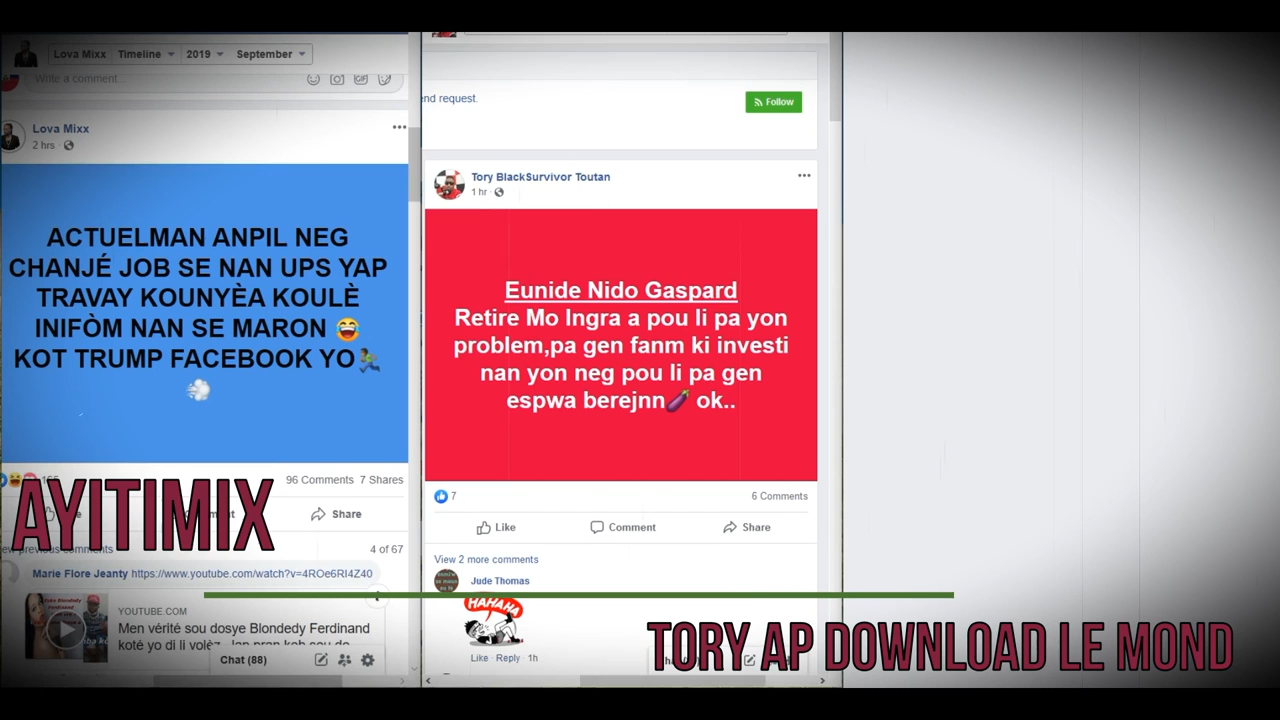 Lova Mixx Timeline 2019 September
Write a comment...
Lova Mixx
2 hrs
ACTUELMAN ANPIL NEG
CHANJÉ JOB SE NAN UPS YAP
TRAVAY KOUNYÈA KOULÈ
INIFÒM NAN SE MARON 😂
KOT TRUMP FACEBOOK YO🏃🏾‍♂️
💨
96 Comments 7 Shares
Share
4 of 67
Marie Flore Jeanty https://www.youtube.com/watch?v=4ROe6RI4Z40
YOUTUBE.COM
Men vérité sou dosye Blondedy Ferdinand
koté yo di li volèz
Chat (88)
AYITIMIX
end request.
Follow
Tory BlackSurvivor Toutan
1 hr
Eunide Nido Gaspard
Retire Mo Ingra a pou li pa yon
problem,pa gen fanm ki investi
nan yon neg pou li pa gen
espwa berejnn🍆 ok..
7
6 Comments
Like Comment Share
View 2 more comments
Jude Thomas
HAHAHA
Like · Reply · 1h
TORY AP DOWNLOAD LE MOND